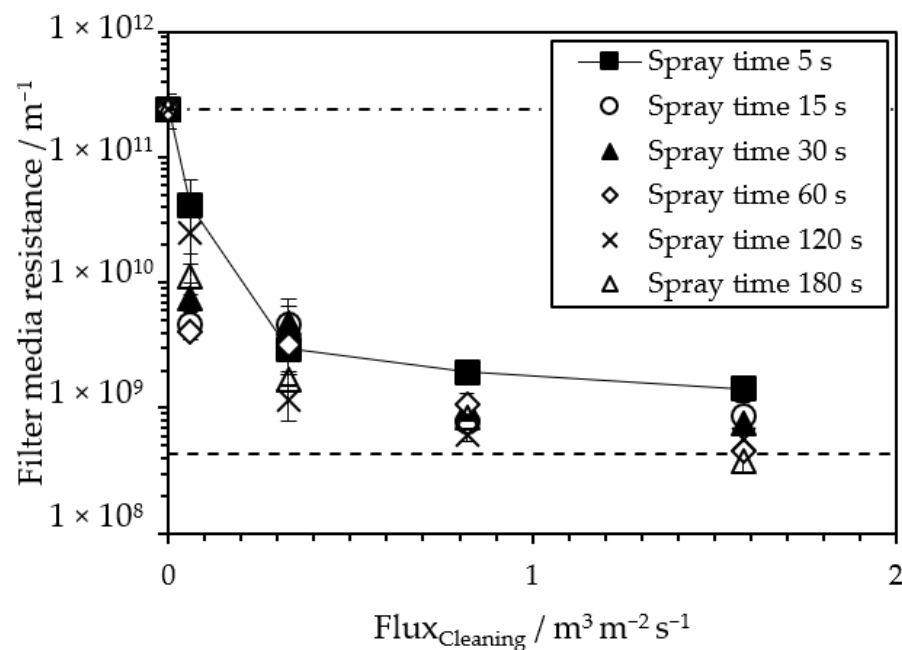 1 × 10¹²
1 × 10¹¹
1 × 10¹⁰
1 × 10⁹
1 × 10⁸
Filter media resistance / m⁻¹
Spray time 5 s
Spray time 15 s
Spray time 30 s
Spray time 60 s
Spray time 120 s
Spray time 180 s
0 1 2
Flux_Cleaning / m³ m⁻² s⁻¹